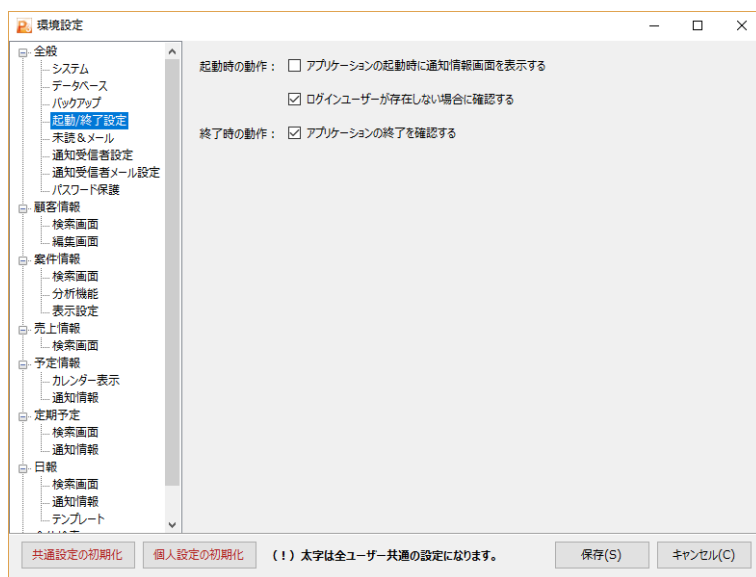 環境設定
全般
システム
データベース
バックアップ
起動/終了設定
未読＆メール
通知受信者設定
通知受信者メール設定
パスワード保護
顧客情報
検索画面
編集画面
案件情報
検索画面
分析機能
表示設定
売上情報
検索画面
予定情報
カレンダー表示
通知情報
定期予定
検索画面
通知情報
日報
検索画面
通知情報
テンプレート
起動時の動作： アプリケーションの起動時に通知情報画面を表示する
ログインユーザーが存在しない場合に確認する
終了時の動作： アプリケーションの終了を確認する
共通設定の初期化 個人設定の初期化 （！）太字は全ユーザー共通の設定になります。 保存(S) キャンセル(C)